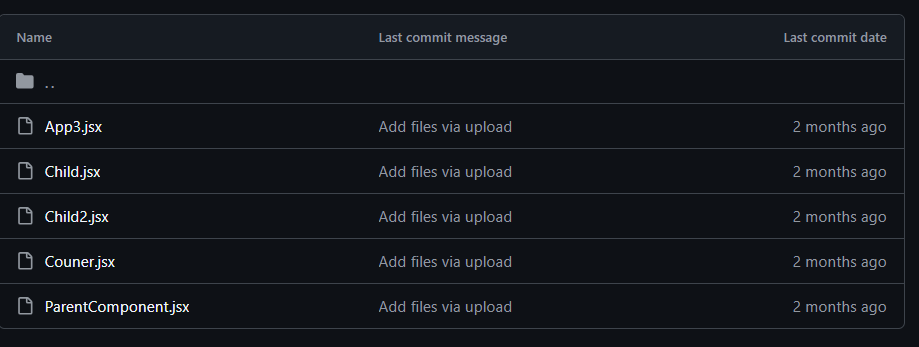 Name Last commit message Last commit date
..
App3.jsx Add files via upload 2 months ago
Child.jsx Add files via upload 2 months ago
Child2.jsx Add files via upload 2 months ago
Couner.jsx Add files via upload 2 months ago
ParentComponent.jsx Add files via upload 2 months ago